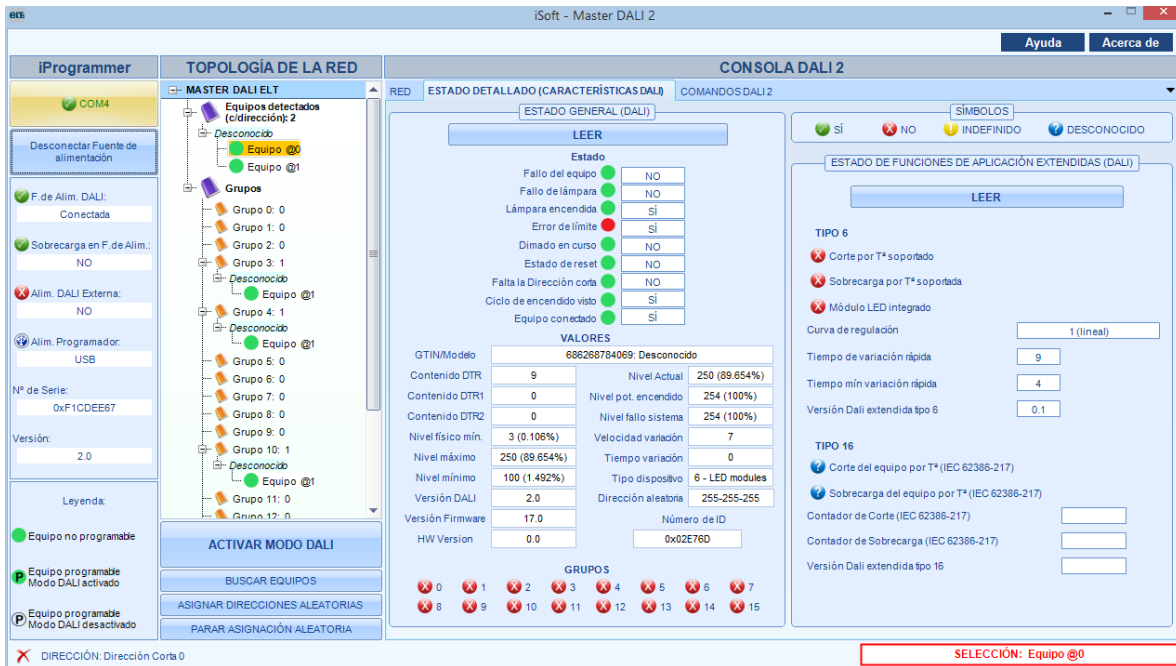 elt
iSoft - Master DALI 2
Ayuda
Acerca de
iProgrammer
COM4
Desconectar Fuente de
alimentación
F.de Alim. DALI:
Conectada
Sobrecarga en F.de Alim.:
NO
Alim. DALI Externa:
NO
Alim. Programador:
USB
Nº de Serie:
0xF1CDEE67
Versión:
2.0
Leyenda:
Equipo no programable
P
Equipo programable
Modo DALI activado
P
Equipo programable
Modo DALI desactivado
TOPOLOGÍA DE LA RED
MASTER DALI ELT
Equipos detectados
(c/dirección): 2
Desconocido
Equipo @0
Equipo @1
Grupos
Grupo 0: 0
Grupo 1: 0
Grupo 2: 0
Grupo 3: 1
Desconocido
Equipo @1
Grupo 4: 1
Desconocido
Equipo @1
Grupo 5: 0
Grupo 6: 0
Grupo 7: 0
Grupo 8: 0
Grupo 9: 0
Grupo 10: 1
Desconocido
Equipo @1
Grupo 11: 0
Grupo 12: 0
ACTIVAR MODO DALI
BUSCAR EQUIPOS
ASIGNAR DIRECCIONES ALEATORIAS
PARAR ASIGNACIÓN ALEATORIA
CONSOLA DALI 2
RED
ESTADO DETALLADO (CARACTERÍSTICAS DALI)
COMANDOS DALI 2
ESTADO GENERAL (DALI)
LEER
Estado
Fallo del equipo NO
Fallo de lámpara NO
Lámpara encendida SÍ
Error de límite SÍ
Dimado en curso NO
Estado de reset NO
Falta la Dirección corta NO
Ciclo de encendido visto SÍ
Equipo conectado SÍ
VALORES
GTIN/Modelo 686268784069: Desconocido
Contenido DTR 9 Nivel Actual 250 (89.654%)
Contenido DTR1 0 Nivel pot. encendido 254 (100%)
Contenido DTR2 0 Nivel fallo sistema 254 (100%)
Nivel físico mín. 3 (0.106%) Velocidad variación 7
Nivel máximo 250 (89.654%) Tiempo variación 0
Nivel mínimo 100 (1.492%) Tipo dispositivo 6 - LED modules
Versión DALI 2.0 Dirección aleatoria 255-255-255
Versión Firmware 17.0 Número de ID
HW Version 0.0 0x02E76D
GRUPOS
0 1 2 3 4 5 6 7
8 9 10 11 12 13 14 15
SÍMBOLOS
SÍ NO INDEFINIDO DESCONOCIDO
ESTADO DE FUNCIONES DE APLICACIÓN EXTENDIDAS (DALI)
LEER
TIPO 6
Corte por Tª soportado
Sobrecarga por Tª soportada
Módulo LED integrado
Curva de regulación 1 (lineal)
Tiempo de variación rápida 9
Tiempo mín variación rápida 4
Versión Dali extendida tipo 6 0.1
TIPO 16
Corte del equipo por Tª (IEC 62386-217)
Sobrecarga del equipo por Tª (IEC 62386-217)
Contador de Corte (IEC 62386-217)
Contador de Sobrecarga (IEC 62386-217)
Versión Dali extendida tipo 16
DIRECCIÓN: Dirección Corta 0
SELECCIÓN: Equipo @0